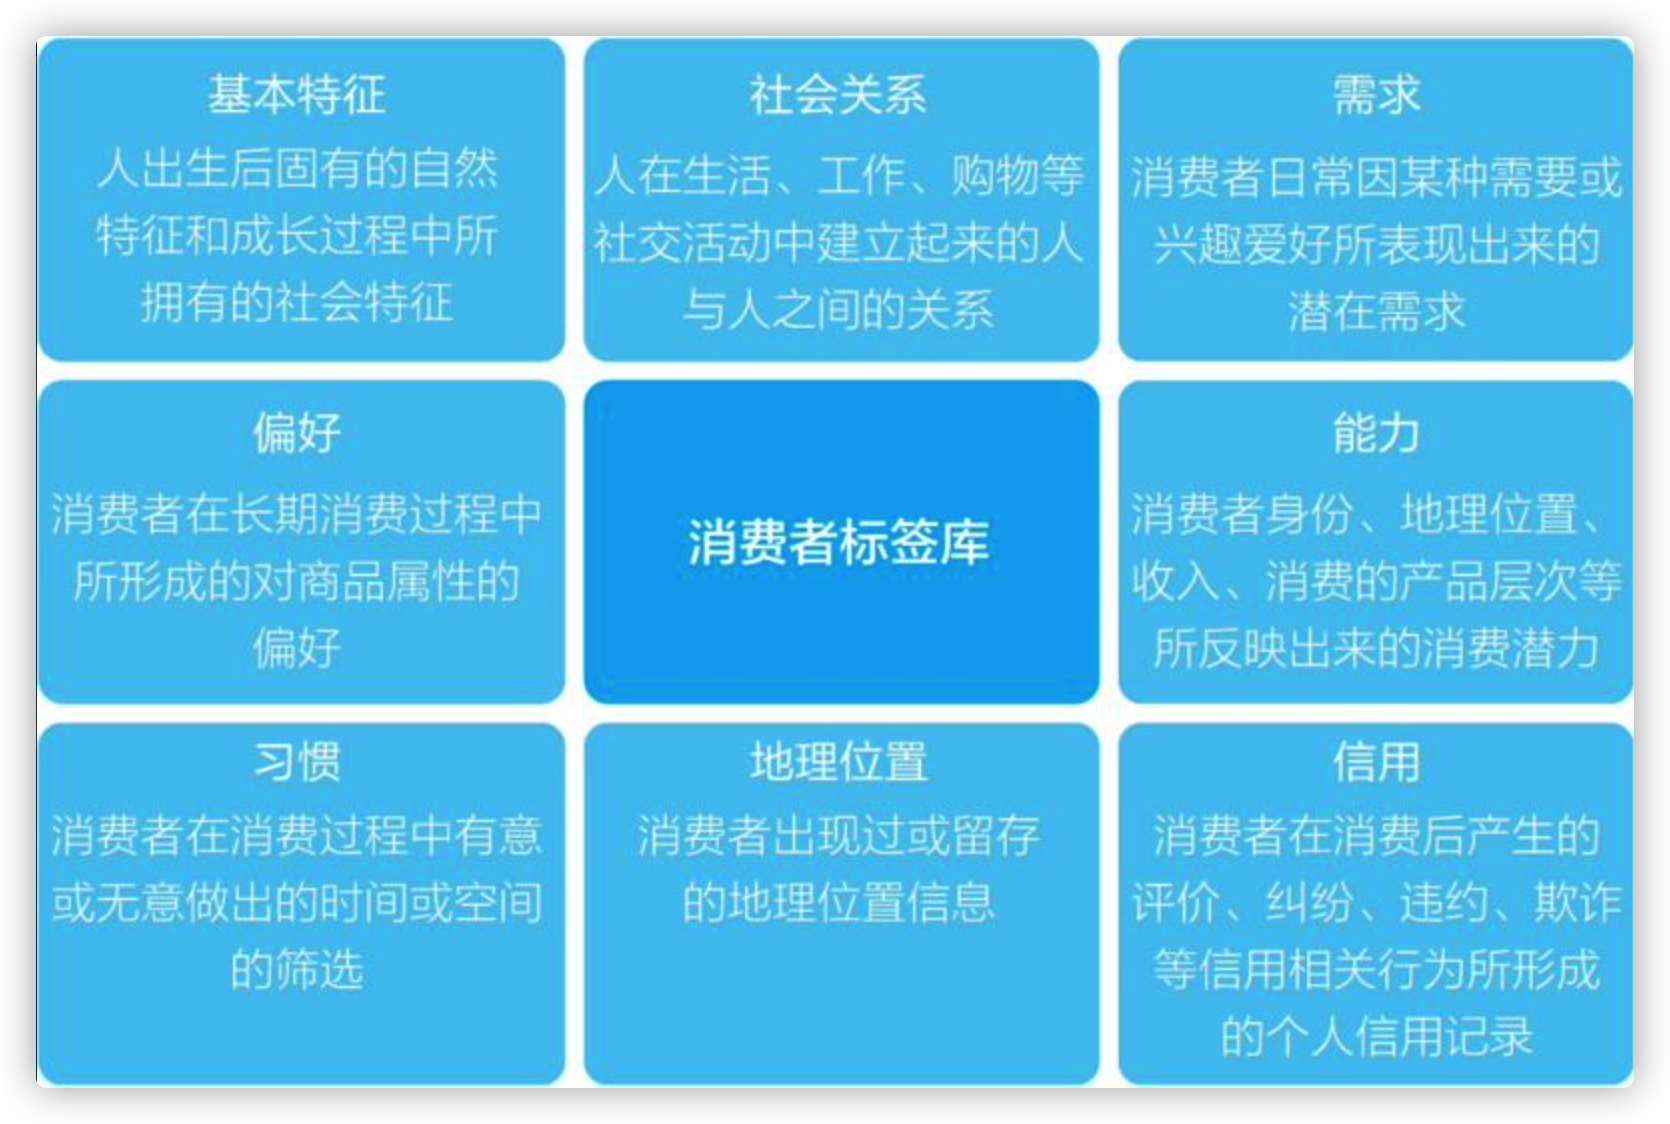 基本特征
人出生后固有的自然
特征和成长过程中所
拥有的社会特征
社会关系
人在生活、工作、购物等
社交活动中建立起来的人
与人之间的关系
需求
消费者日常因某种需要或
兴趣爱好所表现出来的
潜在需求
偏好
消费者在长期消费过程中
所形成的对商品属性的
偏好
消费者标签库
能力
消费者身份、地理位置、
收入、消费的产品层次等
所反映出来的消费潜力
习惯
消费者在消费过程中有意
或无意做出的时间或空间
的筛选
地理位置
消费者出现过或留存
的地理位置信息
信用
消费者在消费后产生的
评价、纠纷、违约、欺诈
等信用相关行为所形成
的个人信用记录